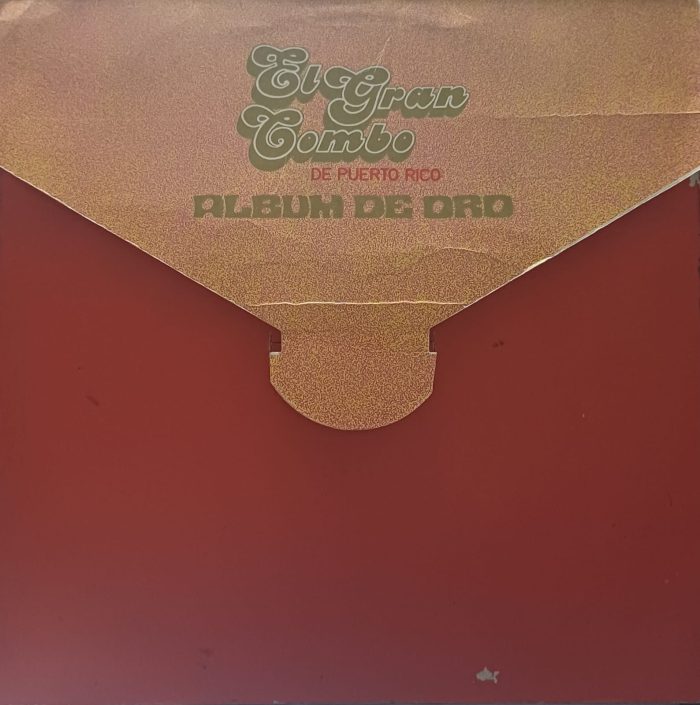 El Gran
Combo
DE PUERTO RICO
ALBUM DE ORO